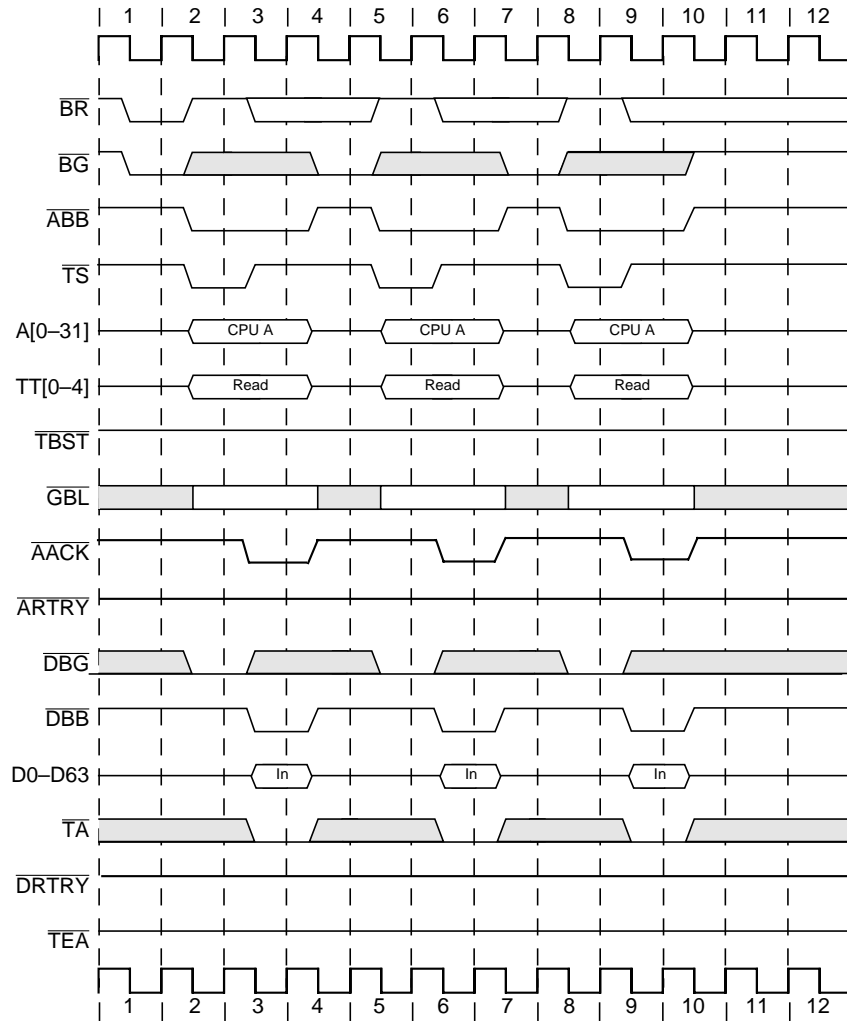 | 1 | 2 | 3 | 4 | 5 | 6 | 7 | 8 | 9 | 10 | 11 | 12
BR
BG
ABB
TS
A[0–31] CPU A CPU A CPU A
TT[0–4] Read Read Read
TBST
GBL
AACK
ARTRY
DBG
DBB
D0–D63 In In In
TA
DRTRY
TEA
| 1 | 2 | 3 | 4 | 5 | 6 | 7 | 8 | 9 | 10 | 11 | 12